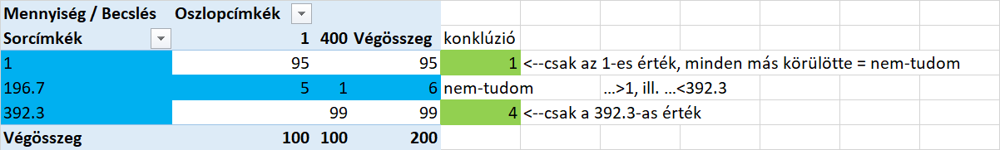 Mennyiség / Becslés Oszlopcímkék
Sorcímkék 1 400 Végösszeg konklúzió
1 95 95 1 <--csak az 1-es érték, minden más körülötte = nem-tudom
196.7 5 1 6 nem-tudom ...>1, ill. ...<392.3
392.3 99 99 4 <--csak a 392.3-as érték
Végösszeg 100 100 200